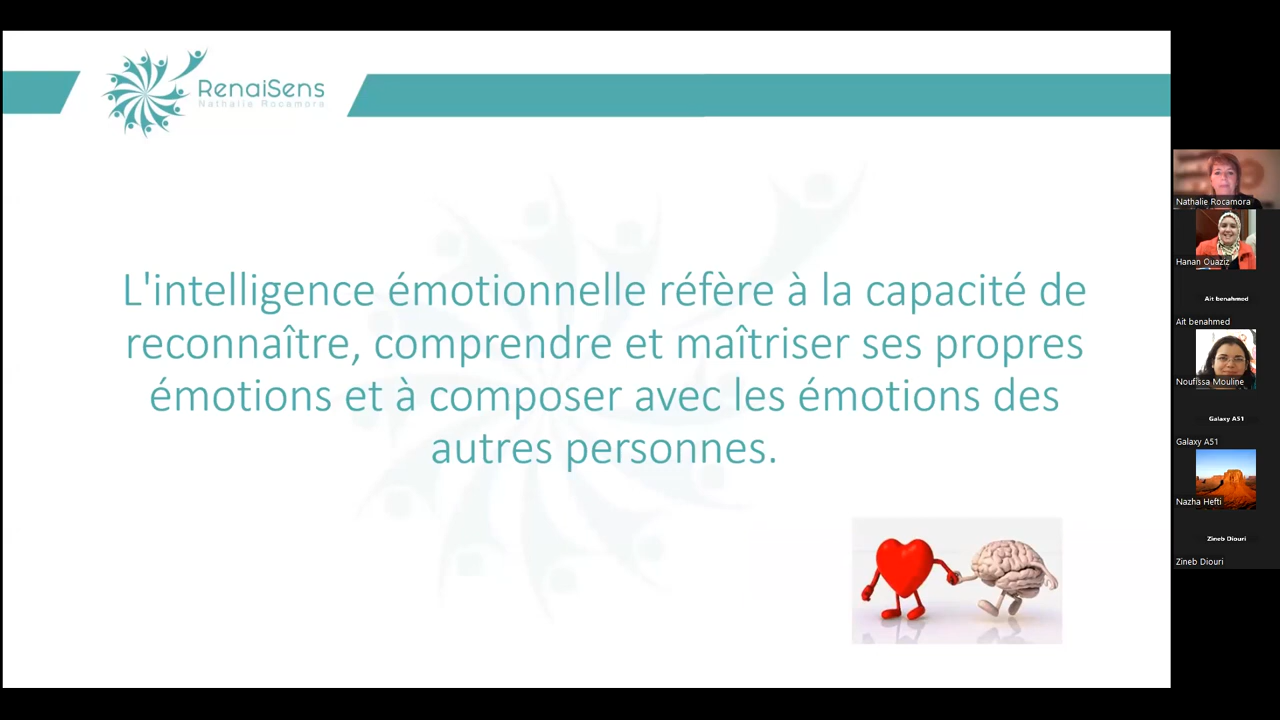 RenaiSens
Nathalie Rocamora
L'intelligence émotionnelle réfère à la capacité de
reconnaître, comprendre et maîtriser ses propres
émotions et à composer avec les émotions des
autres personnes.
Nathalie Rocamora
Hanan Ouaziz
Ait benahmed
Ait benahmed
Noufissa Mouline
Galaxy A51
Galaxy A51
Nazha Hefti
Zineb Diouri
Zineb Diouri